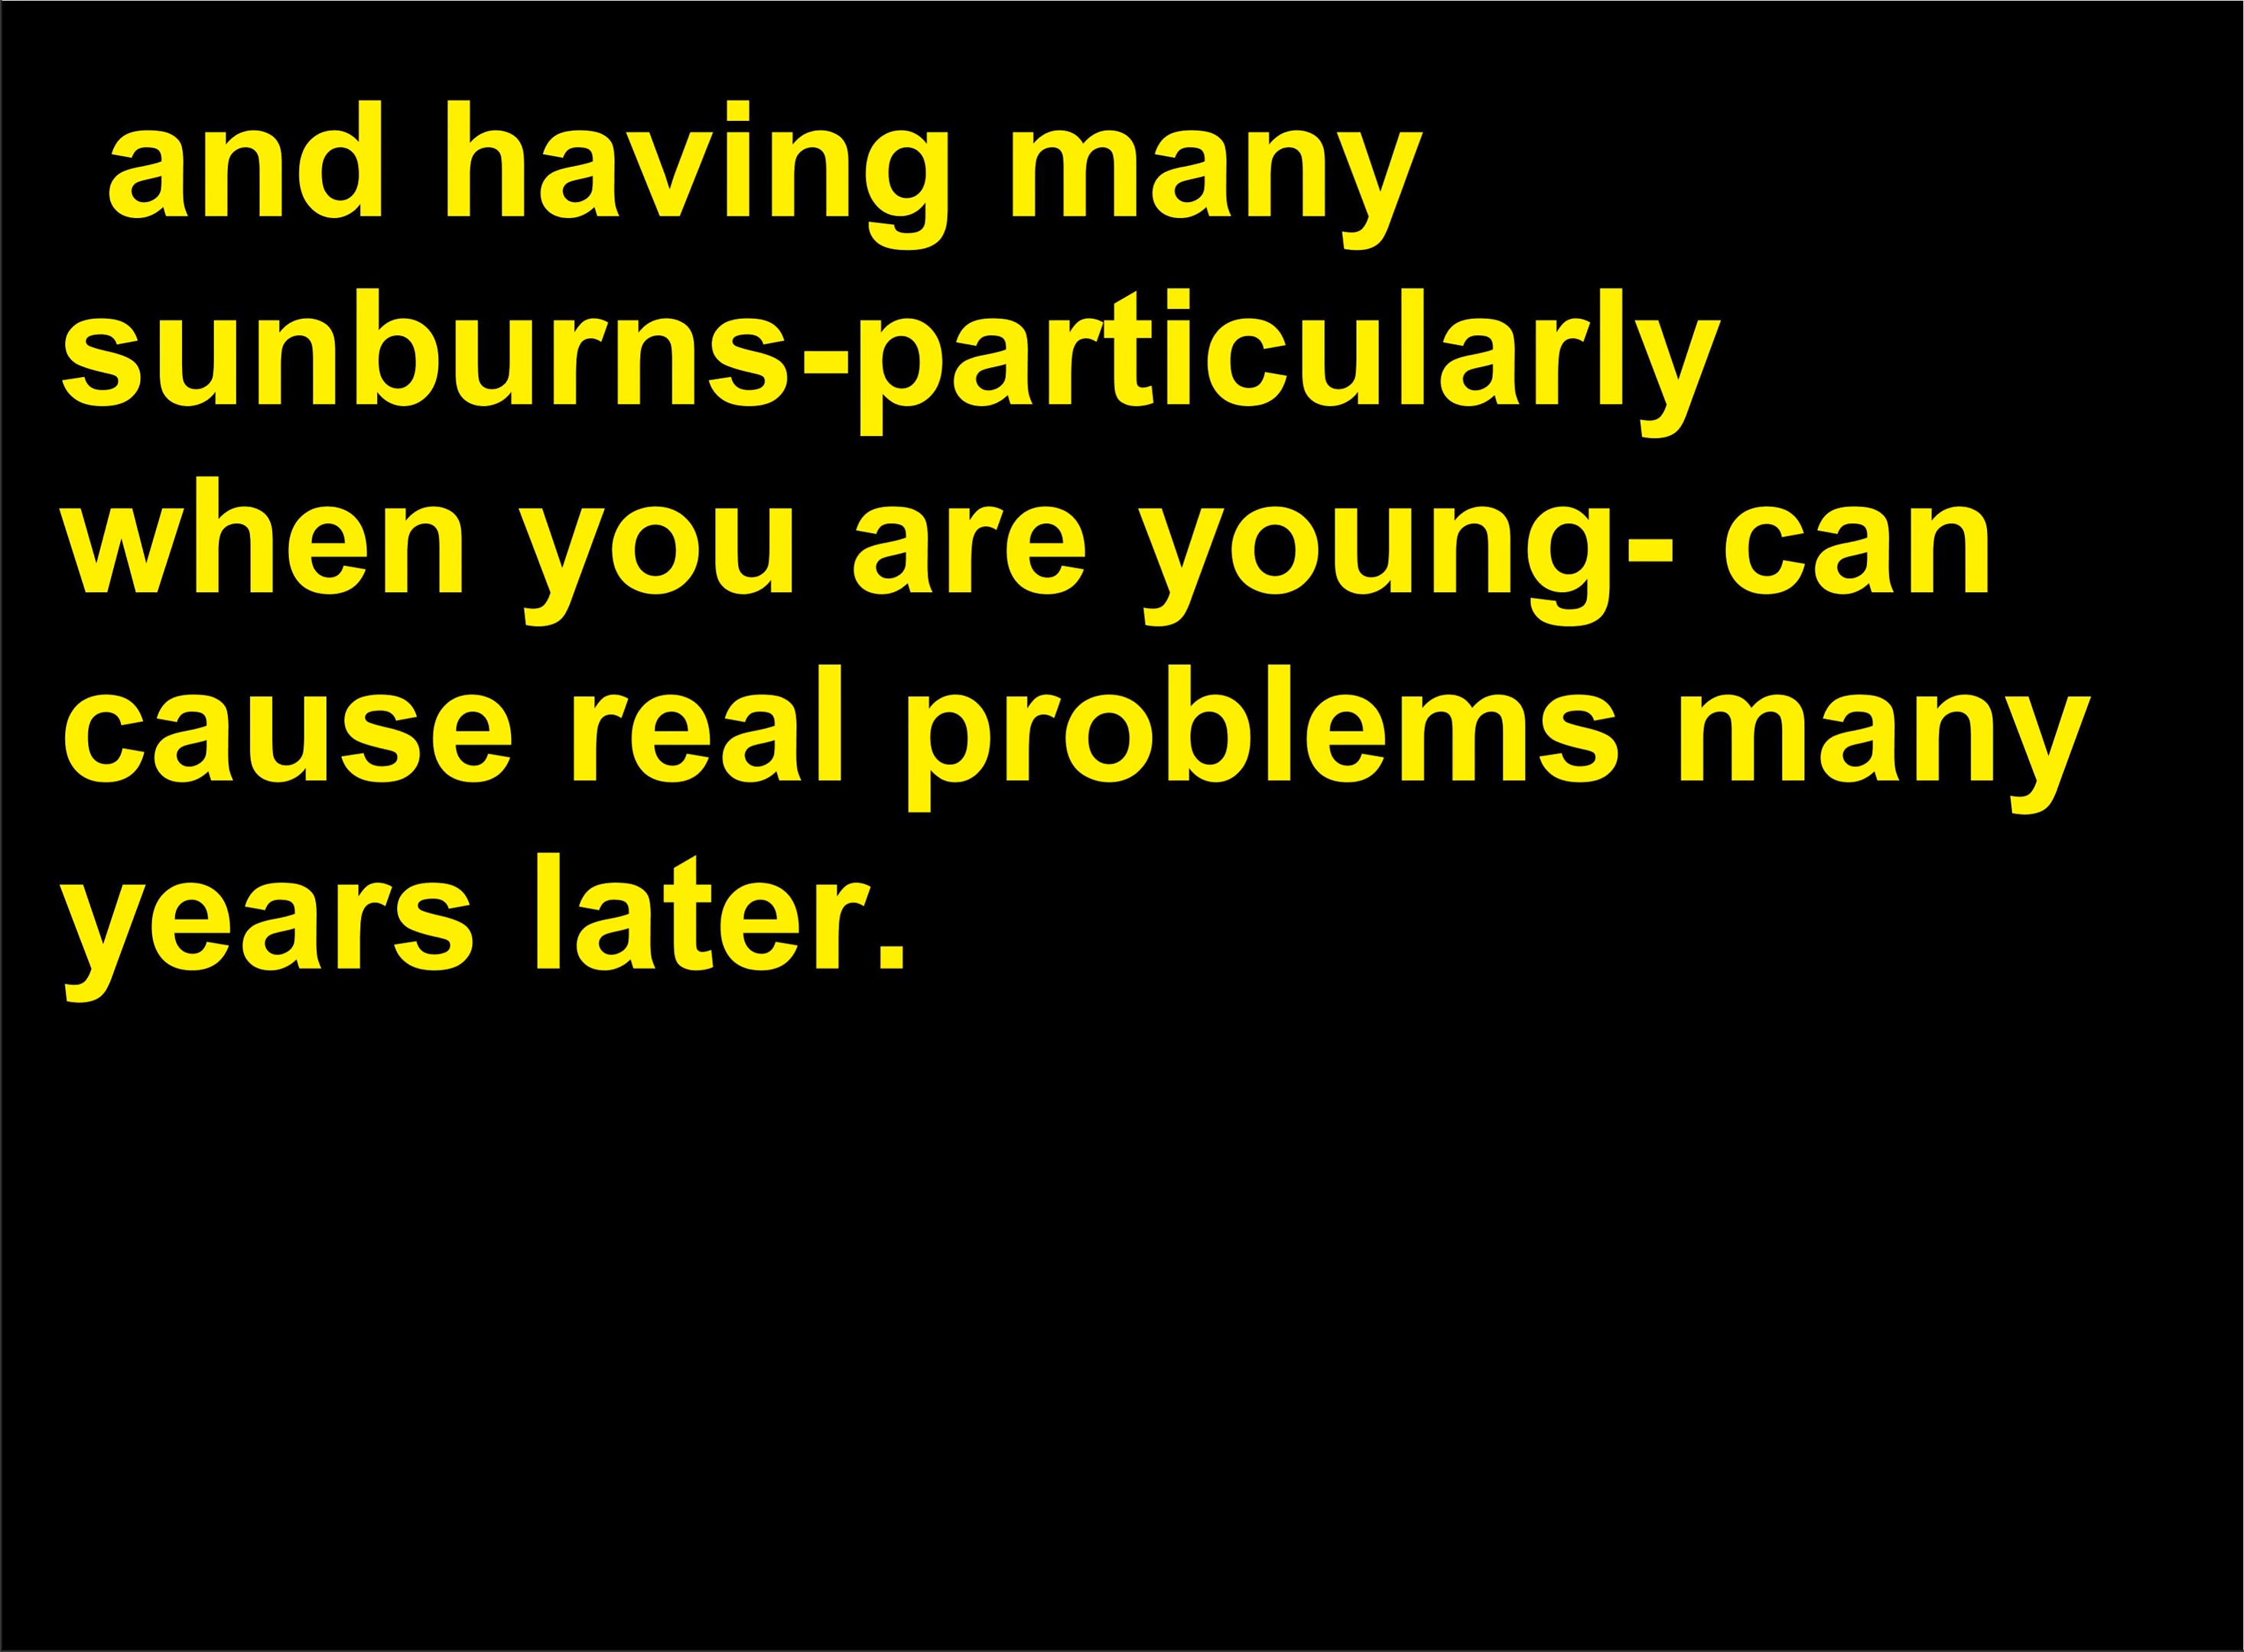 and having many
sunburns-particularly
when you are young- can
cause real problems many
years later.